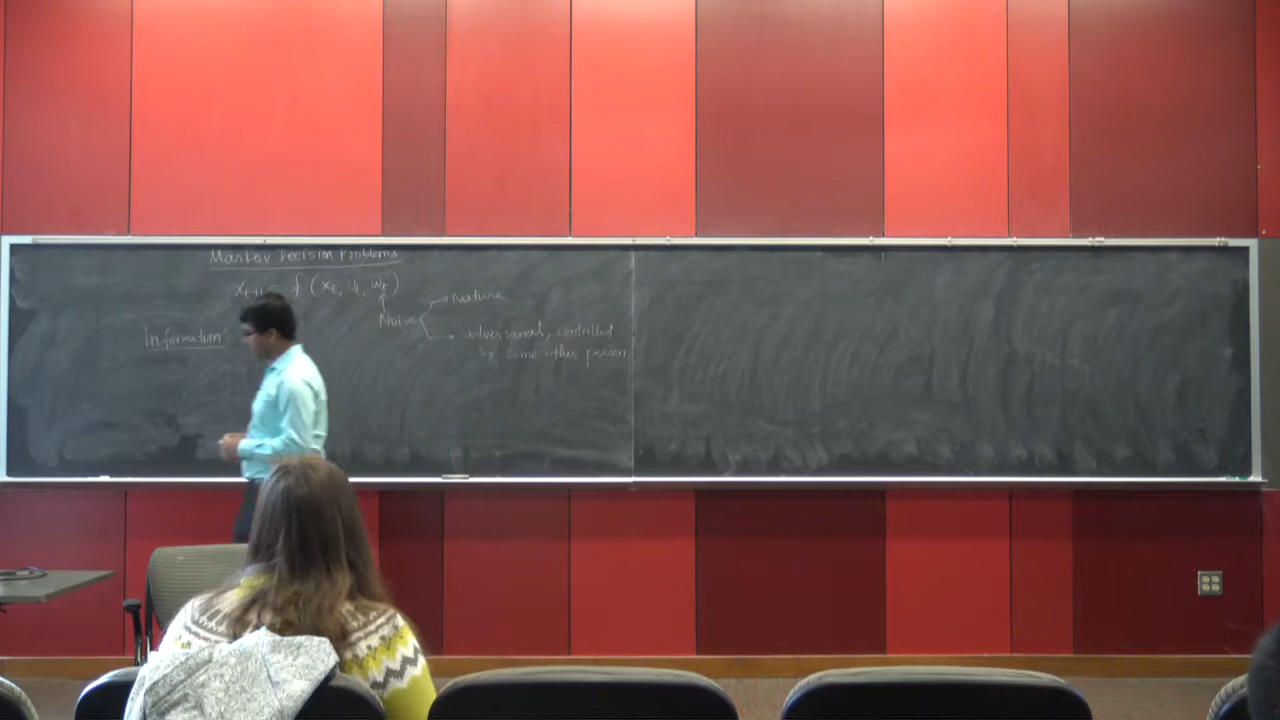 Markov Decision Problems
x_{t+1} = f (x_t, u_t, w_t)
Noise → Nature
→ adversarial, controlled
by some other person.
Information: